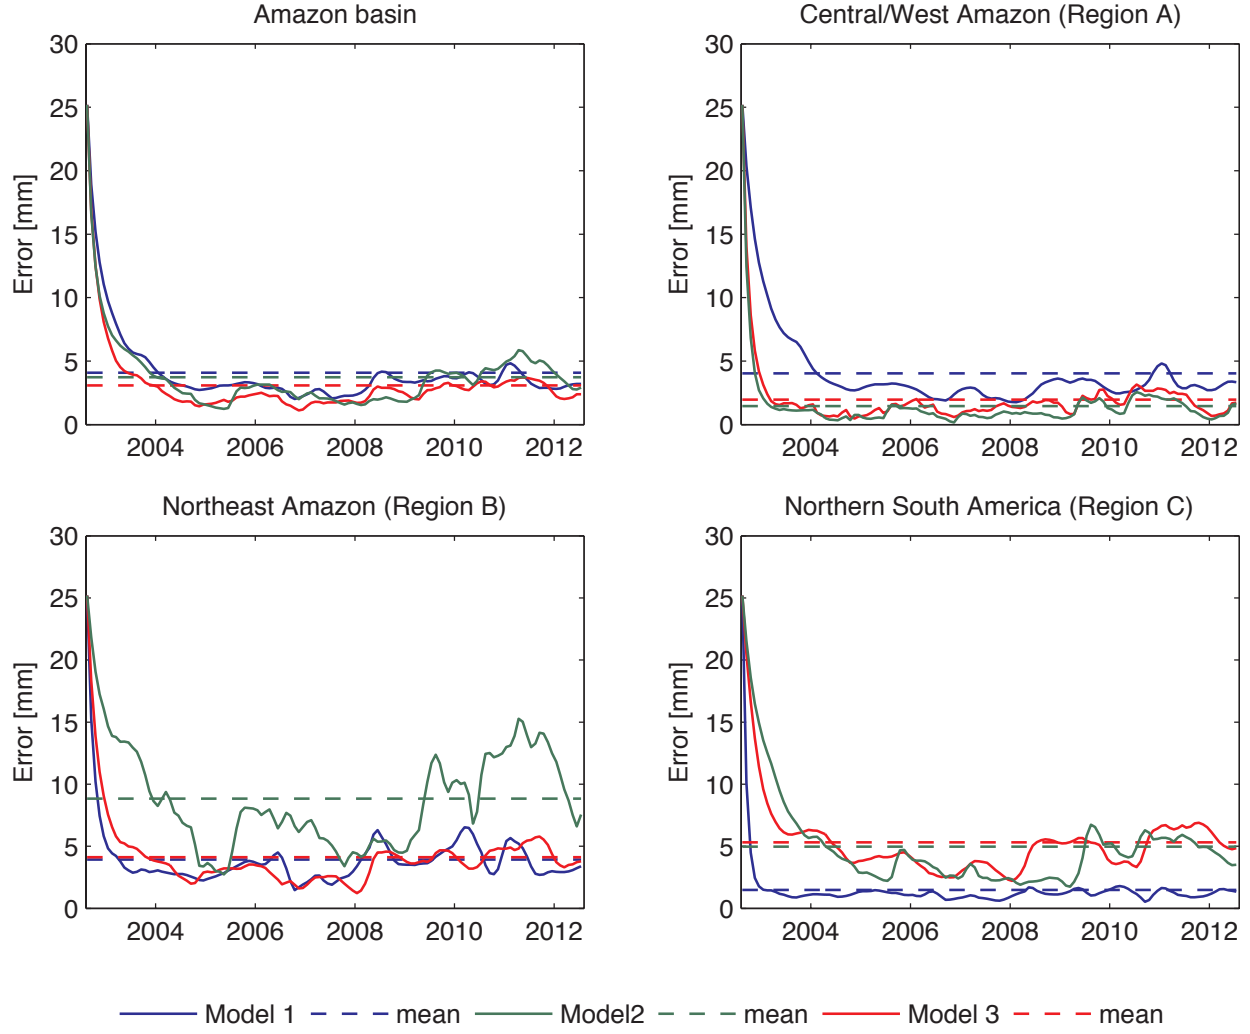 Amazon basin
Central/West Amazon (Region A)
30
25
20
15
10
5
0
Error [mm]
2004 2006 2008 2010 2012
30
25
20
15
10
5
0
Error [mm]
2004 2006 2008 2010 2012
Northeast Amazon (Region B)
Northern South America (Region C)
30
25
20
15
10
5
0
Error [mm]
2004 2006 2008 2010 2012
30
25
20
15
10
5
0
Error [mm]
2004 2006 2008 2010 2012
Model 1 mean Model2 mean Model 3 mean